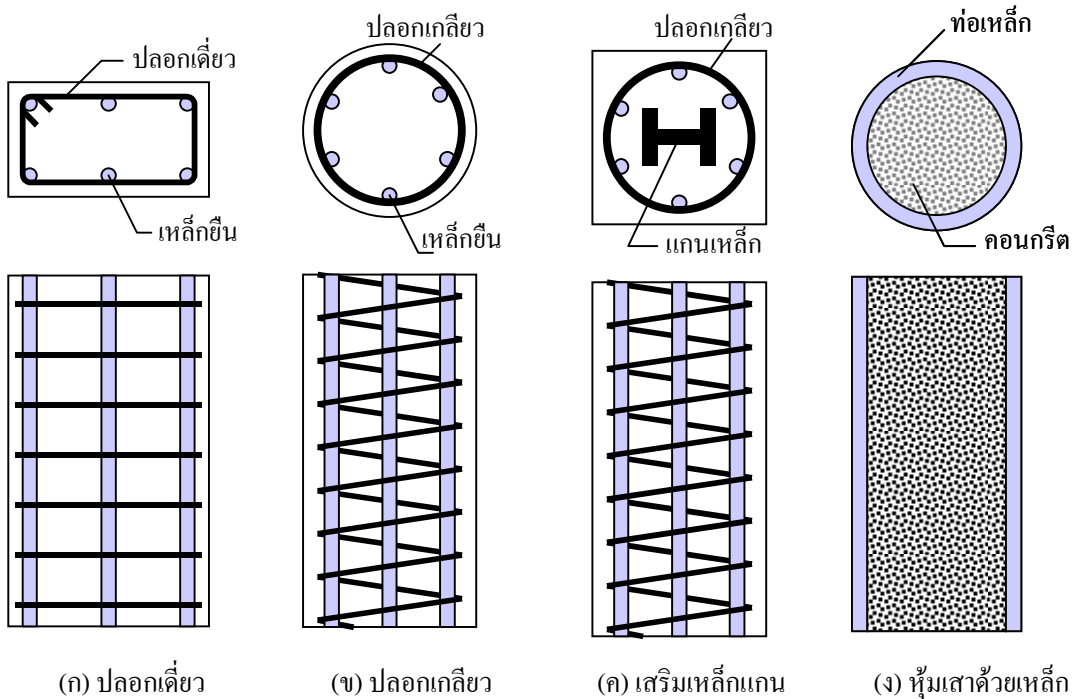 ปลอกเดี่ยว
เหล็กยืน
ปลอกเกลียว
เหล็กยืน
ปลอกเกลียว
แกนเหล็ก
ท่อเหล็ก
คอนกรีต
(ก) ปลอกเดี่ยว
(ข) ปลอกเกลียว
(ค) เสริมเหล็กแกน
(ง) หุ้มเสาด้วยเหล็ก